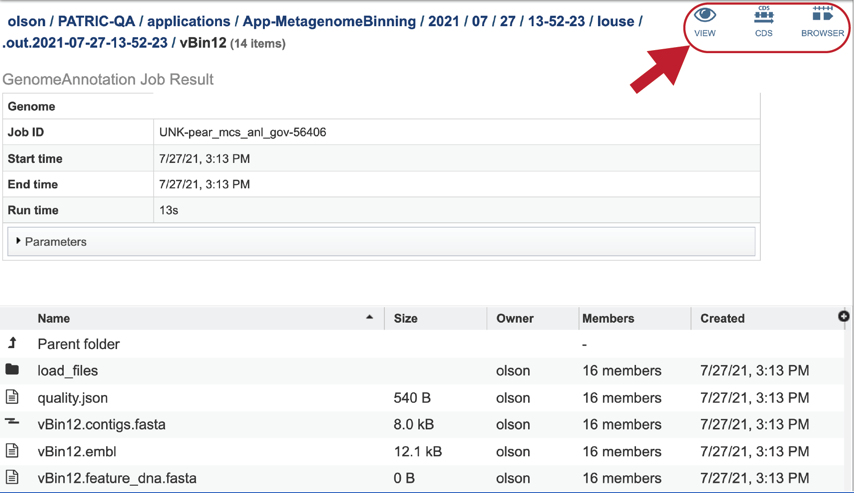 olson / PATRIC-QA / applications / App-MetagenomeBinning / 2021 / 07 / 27 / 13-52-23 / louse /
.out.2021-07-27-13-52-23 / vBin12 (14 items)
CDS
VIEW CDS BROWSER
GenomeAnnotation Job Result
Genome
Job ID UNK-pear_mcs_anl_gov-56406
Start time 7/27/21, 3:13 PM
End time 7/27/21, 3:13 PM
Run time 13s
Parameters
Name Size Owner Members Created
Parent folder -
load_files olson 16 members 7/27/21, 3:13 PM
quality.json 540 B olson 16 members 7/27/21, 3:13 PM
vBin12.contigs.fasta 8.0 kB olson 16 members 7/27/21, 3:13 PM
vBin12.embl 12.1 kB olson 16 members 7/27/21, 3:13 PM
vBin12.feature_dna.fasta 0 B olson 16 members 7/27/21, 3:13 PM